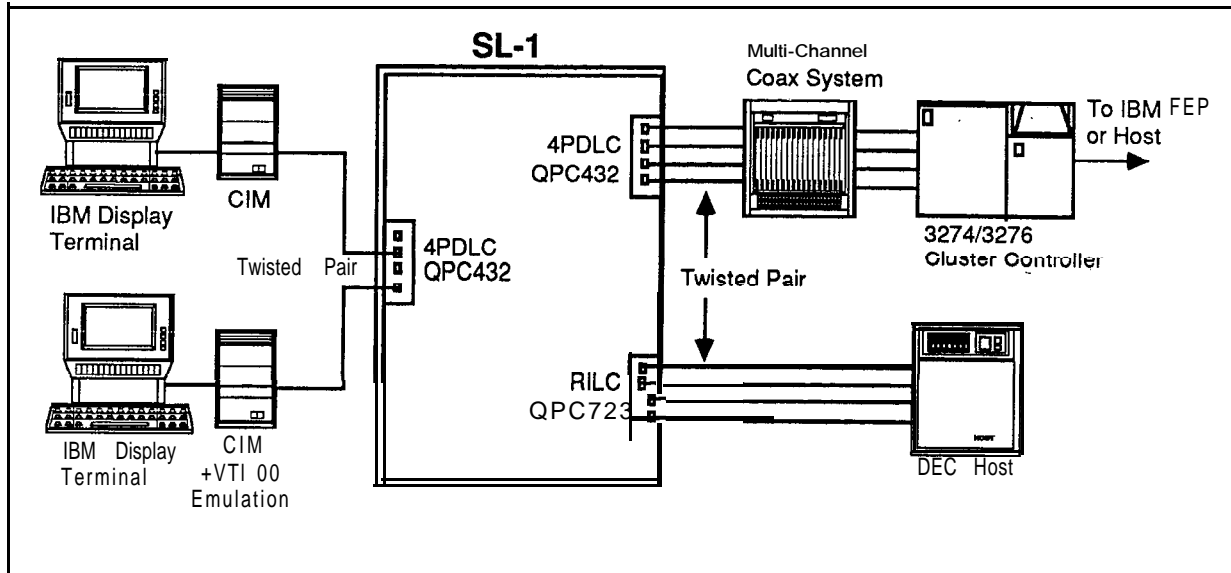 SL-1
IBM Display
Terminal
CIM
Twisted Pair
4PDLC
QPC432
IBM Display
Terminal
CIM
+VTI 00
Emulation
4PDLC
QPC432
Multi-Channel
Coax System
3274/3276
Cluster Controller
To IBM FEP
or Host
Twisted Pair
RILC
QPC723
HOST
DEC Host